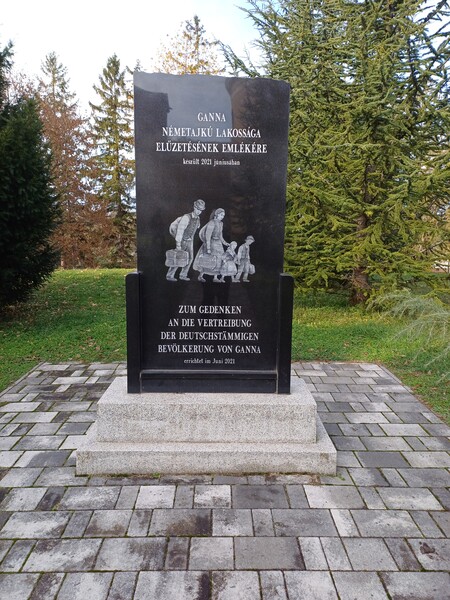 GANNA
NÉMETAJKÚ LAKOSSÁGA
ELŰZETÉSÉNEK EMLÉKÉRE
készült 2021 júniusában
ZUM GEDENKEN
AN DIE VERTREIBUNG
DER DEUTSCHSTÄMMIGEN
BEVÖLKERUNG VON GANNA
errichtet im Juni 2021